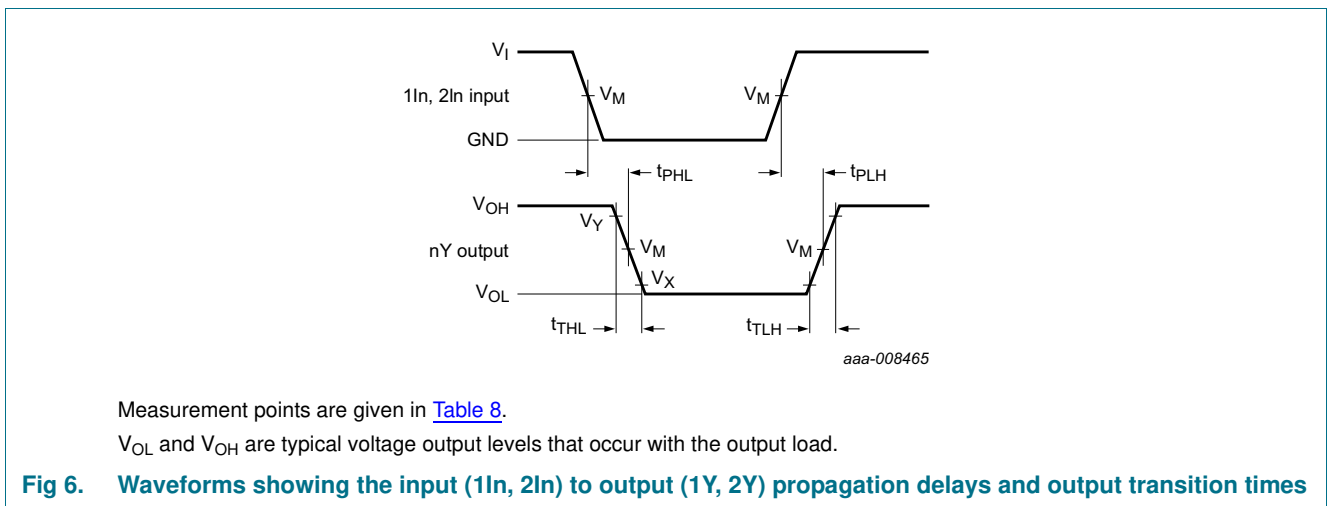 VI
1In, 2In input
VM
VM
GND
tPHL
tPLH
VOH
VY
nY output
VM
VM
VX
VOL
tTHL
tTLH
aaa-008465
Measurement points are given in Table 8.
VOL and VOH are typical voltage output levels that occur with the output load.
Fig 6. Waveforms showing the input (1In, 2In) to output (1Y, 2Y) propagation delays and output transition times